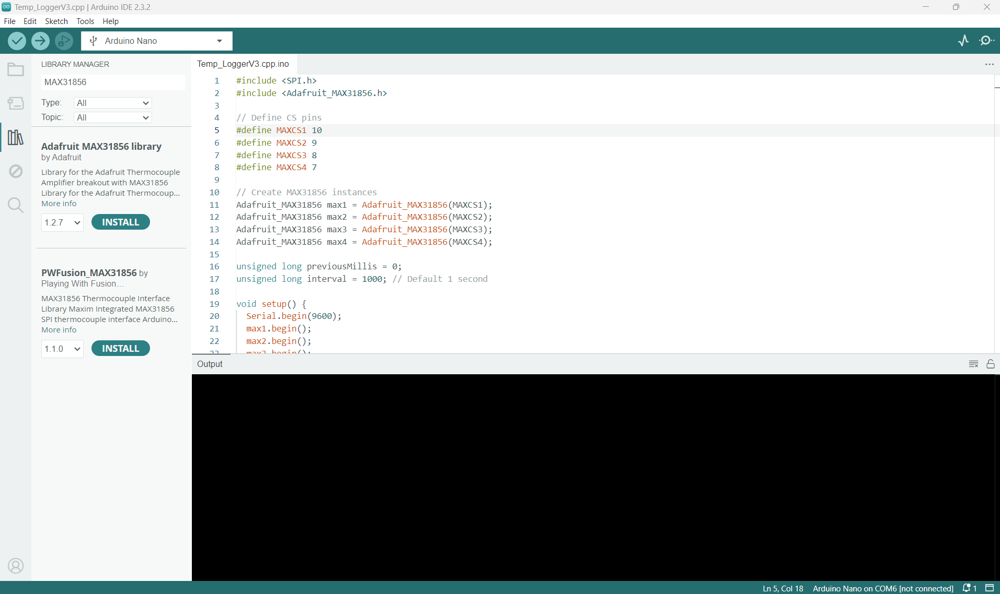 Temp_LoggerV3.cpp | Arduino IDE 2.3.2
File Edit Sketch Tools Help
Arduino Nano
LIBRARY MANAGER
MAX31856
Type: All
Topic: All
Adafruit MAX31856 library
by Adafruit
Library for the Adafruit Thermocouple
Amplifier breakout with MAX31856
Library for the Adafruit Thermocoup...
More info
1.2.7 INSTALL
PWFusion_MAX31856 by
Playing With Fusion...
MAX31856 Thermocouple Interface
Library Maxim Integrated MAX31856
SPI thermocouple interface Arduino...
More info
1.1.0 INSTALL
Temp_LoggerV3.cpp.ino
1 #include <SPI.h>
2 #include <Adafruit_MAX31856.h>
3
4 // Define CS pins
5 #define MAXCS1 10
6 #define MAXCS2 9
7 #define MAXCS3 8
8 #define MAXCS4 7
9
10 // Create MAX31856 instances
11 Adafruit_MAX31856 max1 = Adafruit_MAX31856(MAXCS1);
12 Adafruit_MAX31856 max2 = Adafruit_MAX31856(MAXCS2);
13 Adafruit_MAX31856 max3 = Adafruit_MAX31856(MAXCS3);
14 Adafruit_MAX31856 max4 = Adafruit_MAX31856(MAXCS4);
15
16 unsigned long previousMillis = 0;
17 unsigned long interval = 1000; // Default 1 second
18
19 void setup() {
20 Serial.begin(9600);
21 max1.begin();
22 max2.begin();
23 max3.begin();
Output
Ln 5, Col 18 Arduino Nano on COM6 [not connected] 1